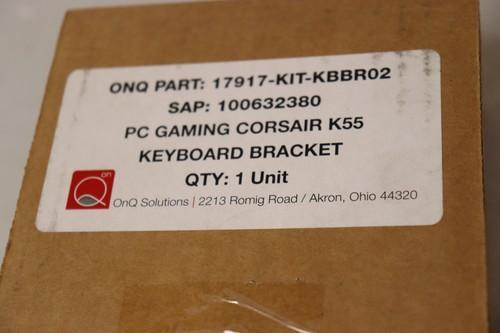 ONQ PART: 17917-KIT-KBBR02
SAP: 100632380
PC GAMING CORSAIR K55
KEYBOARD BRACKET
QTY: 1 Unit
on
Q
OnQ Solutions | 2213 Romig Road / Akron, Ohio 44320